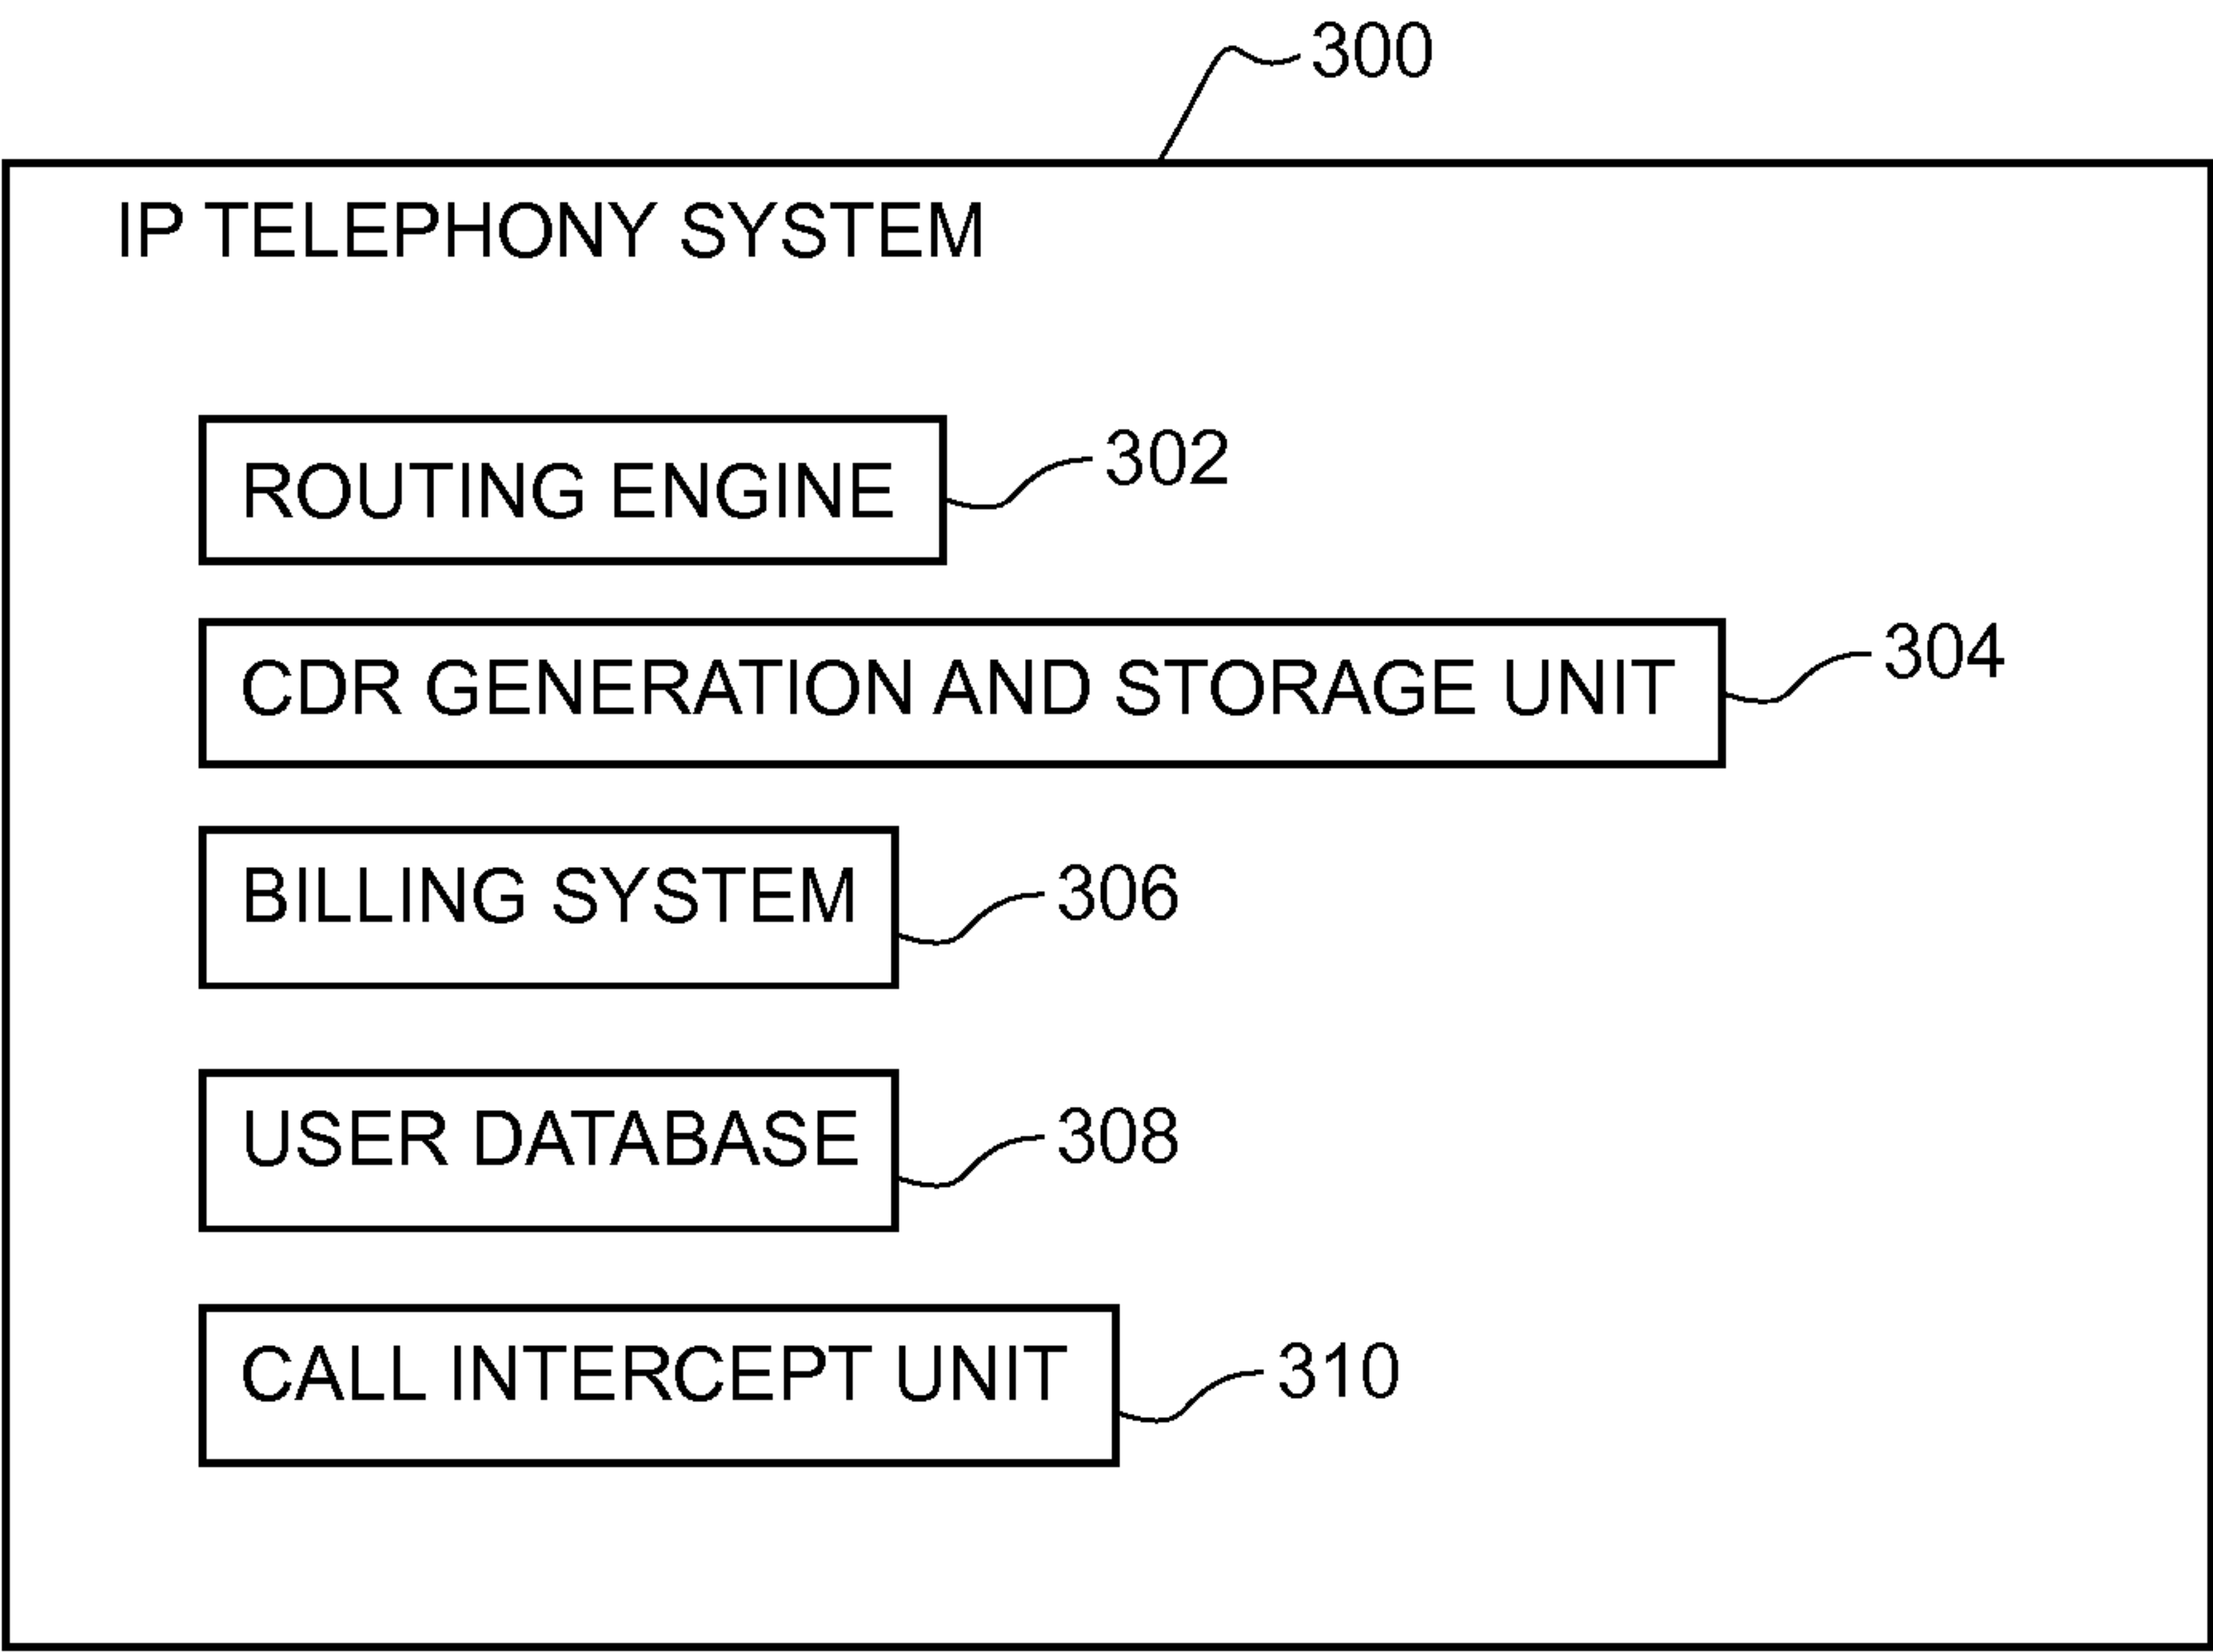 300
IP TELEPHONY SYSTEM
ROUTING ENGINE 302
CDR GENERATION AND STORAGE UNIT 304
BILLING SYSTEM 306
USER DATABASE 308
CALL INTERCEPT UNIT 310